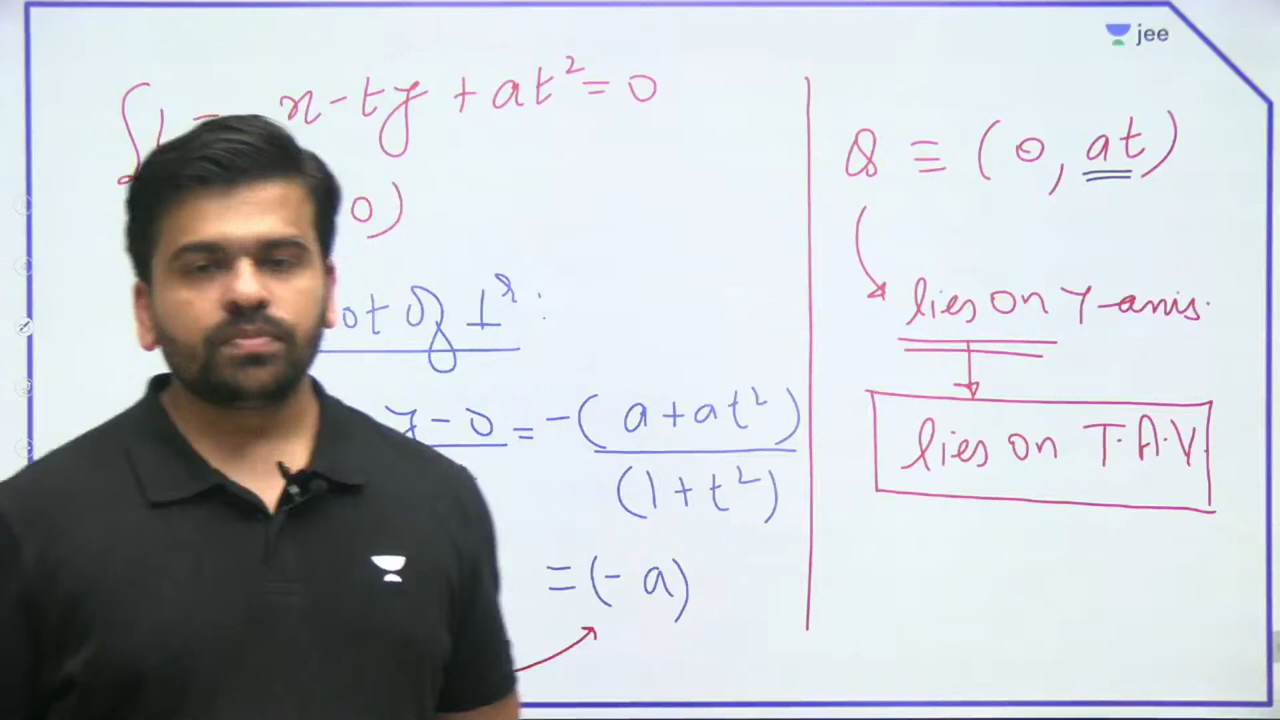 jee
x - ty + at² = 0
0)
ot of ⊥ʳ :
y - 0 = -(a + at²)
(1 + t²)
= (- a)
Q ≡ (0, at)
lies on Y-axis.
lies on T.A.V.